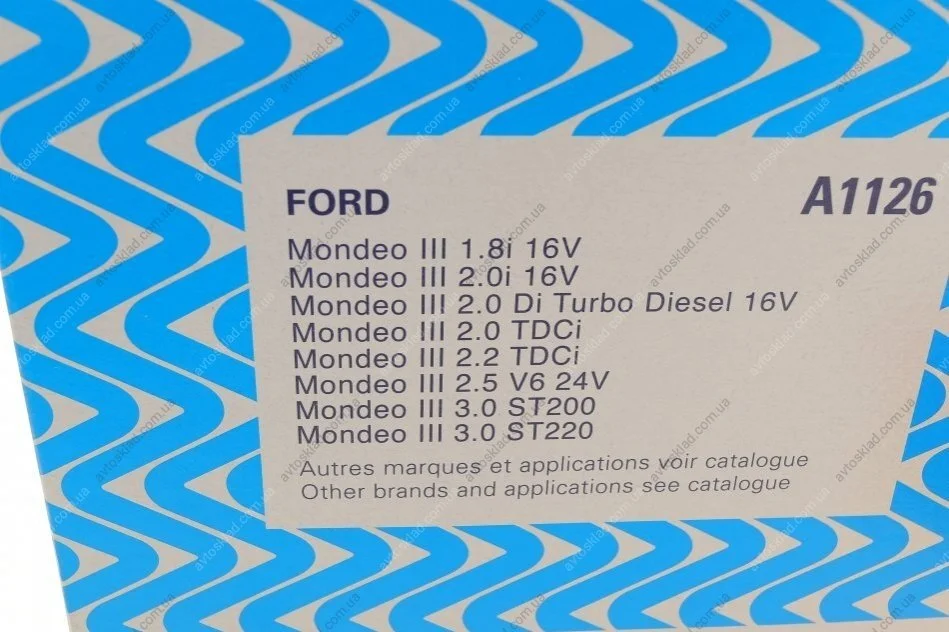 FORD
A1126
Mondeo III 1.8i 16V
Mondeo III 2.0i 16V
Mondeo III 2.0 Di Turbo Diesel 16V
Mondeo III 2.0 TDCi
Mondeo III 2.2 TDCi
Mondeo III 2.5 V6 24V
Mondeo III 3.0 ST200
Mondeo III 3.0 ST220
Autres marques et applications voir catalogue
Other brands and applications see catalogue
avtosklad.com.ua